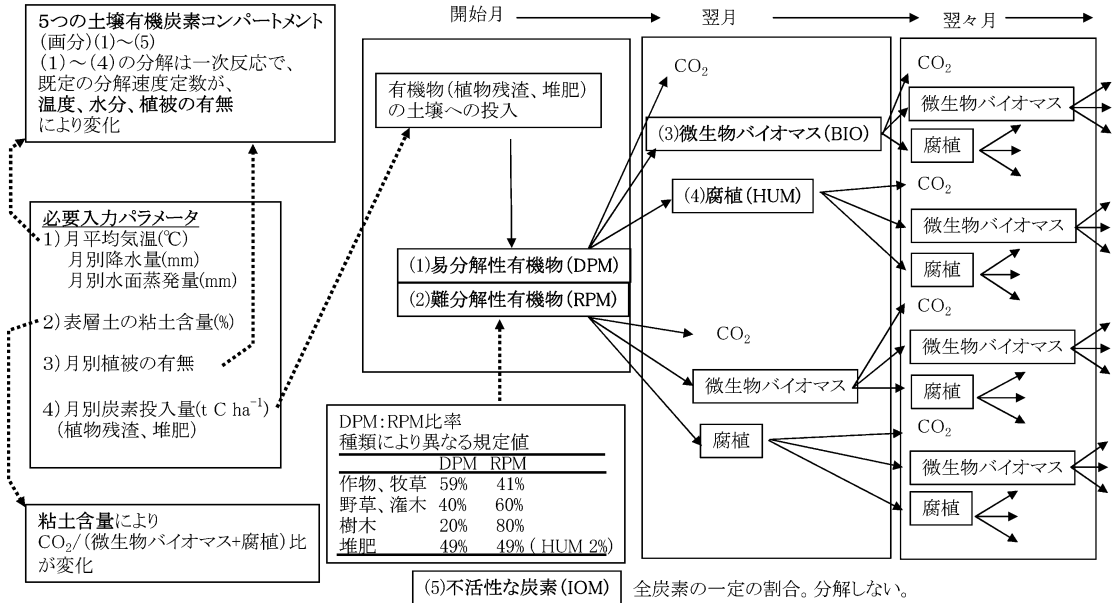 5つの土壌有機炭素コンパートメント
(画分)(1)～(5)
(1)～(4)の分解は一次反応で、
既定の分解速度定数が、
温度、水分、植被の有無
により変化
必要入力パラメータ
1)月平均気温(℃)
月別降水量(mm)
月別水面蒸発量(mm)
2)表層土の粘土含量(%)
3)月別植被の有無
4)月別炭素投入量(t C ha⁻¹)
(植物残渣、堆肥)
粘土含量により
CO₂/(微生物バイオマス+腐植)比
が変化
開始月
翌月
翌々月
有機物(植物残渣、堆肥)
の土壌への投入
(1)易分解性有機物(DPM)
(2)難分解性有機物(RPM)
DPM:RPM比率
種類により異なる規定値
DPM RPM
作物、牧草 59% 41%
野草、潅木 40% 60%
樹木 20% 80%
堆肥 49% 49% ( HUM 2%)
CO₂
(3)微生物バイオマス(BIO)
(4)腐植(HUM)
CO₂
微生物バイオマス
腐植
CO₂
微生物バイオマス
腐植
CO₂
微生物バイオマス
腐植
CO₂
微生物バイオマス
腐植
CO₂
微生物バイオマス
腐植
(5)不活性な炭素(IOM) 全炭素の一定の割合。分解しない。